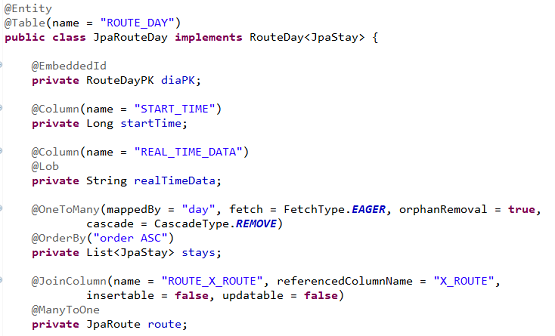 @Entity
@Table(name = "ROUTE_DAY")
public class JpaRouteDay implements RouteDay<JpaStay> {
@EmbeddedId
private RouteDayPK diaPK;
@Column(name = "START_TIME")
private Long startTime;
@Column(name = "REAL_TIME_DATA")
@Lob
private String realTimeData;
@OneToMany(mappedBy = "day", fetch = FetchType.EAGER, orphanRemoval = true,
cascade = CascadeType.REMOVE)
@OrderBy("order ASC")
private List<JpaStay> stays;
@JoinColumn(name = "ROUTE_X_ROUTE", referencedColumnName = "X_ROUTE",
insertable = false, updatable = false)
@ManyToOne
private JpaRoute route;